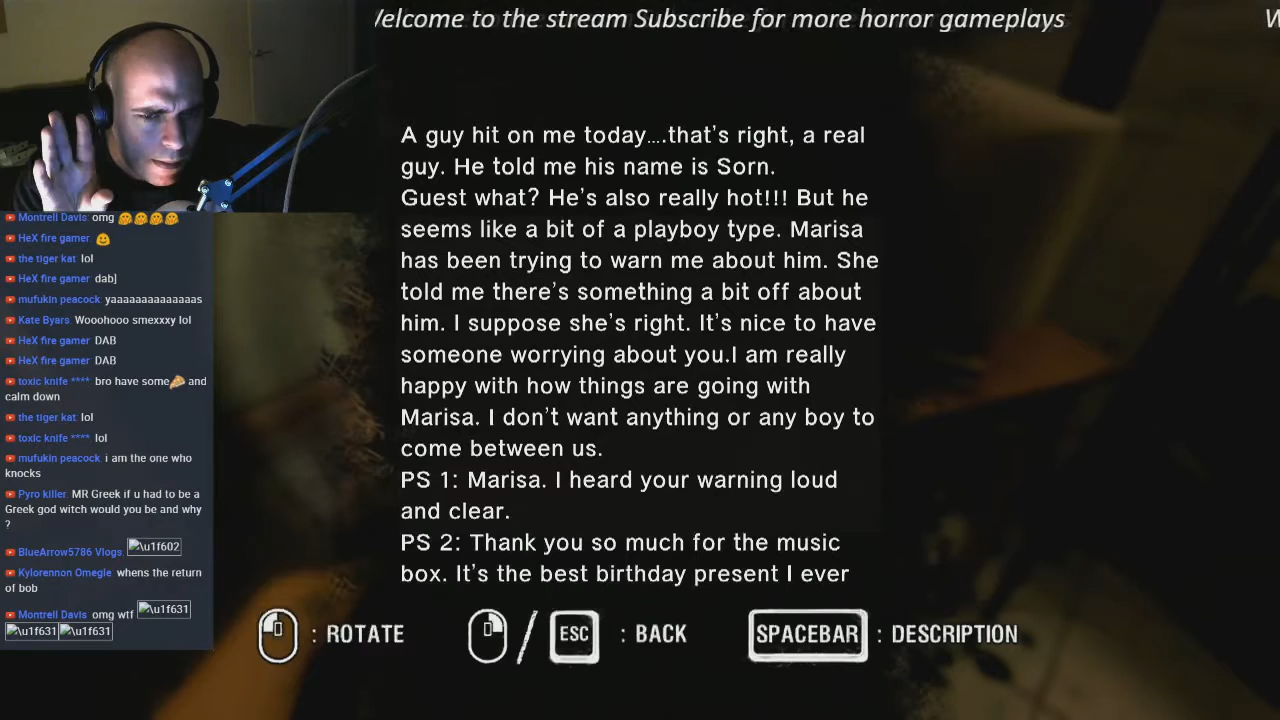 Welcome to the stream Subscribe for more horror gameplays
W
A guy hit on me today....that's right, a real
guy. He told me his name is Sorn.
Guest what? He's also really hot!!! But he
seems like a bit of a playboy type. Marisa
has been trying to warn me about him. She
told me there's something a bit off about
him. I suppose she's right. It's nice to have
someone worrying about you.I am really
happy with how things are going with
Marisa. I don't want anything or any boy to
come between us.
PS 1: Marisa. I heard your warning loud
and clear.
PS 2: Thank you so much for the music
box. It's the best birthday present I ever
: ROTATE
/ ESC : BACK
SPACEBAR : DESCRIPTION
Montrell Davis: omg 🤗🤗🤗🤗
HeX fire gamer: 🙂
the tiger kat: lol
HeX fire gamer: dab]
mufukin peacock: yaaaaaaaaaaaaaas
Kate Byars: Wooohooo smexxxy lol
HeX fire gamer: DAB
HeX fire gamer: DAB
toxic knife ****: bro have some🍕 and
calm down
the tiger kat: lol
toxic knife ****: lol
mufukin peacock: i am the one who
knocks
Pyro killer: MR Greek if u had to be a
Greek god witch would you be and why
?
BlueArrow5786 Vlogs: \u1f602
Kylorennon Omegle: whens the return
of bob
Montrell Davis: omg wtf \u1f631
\u1f631 \u1f631